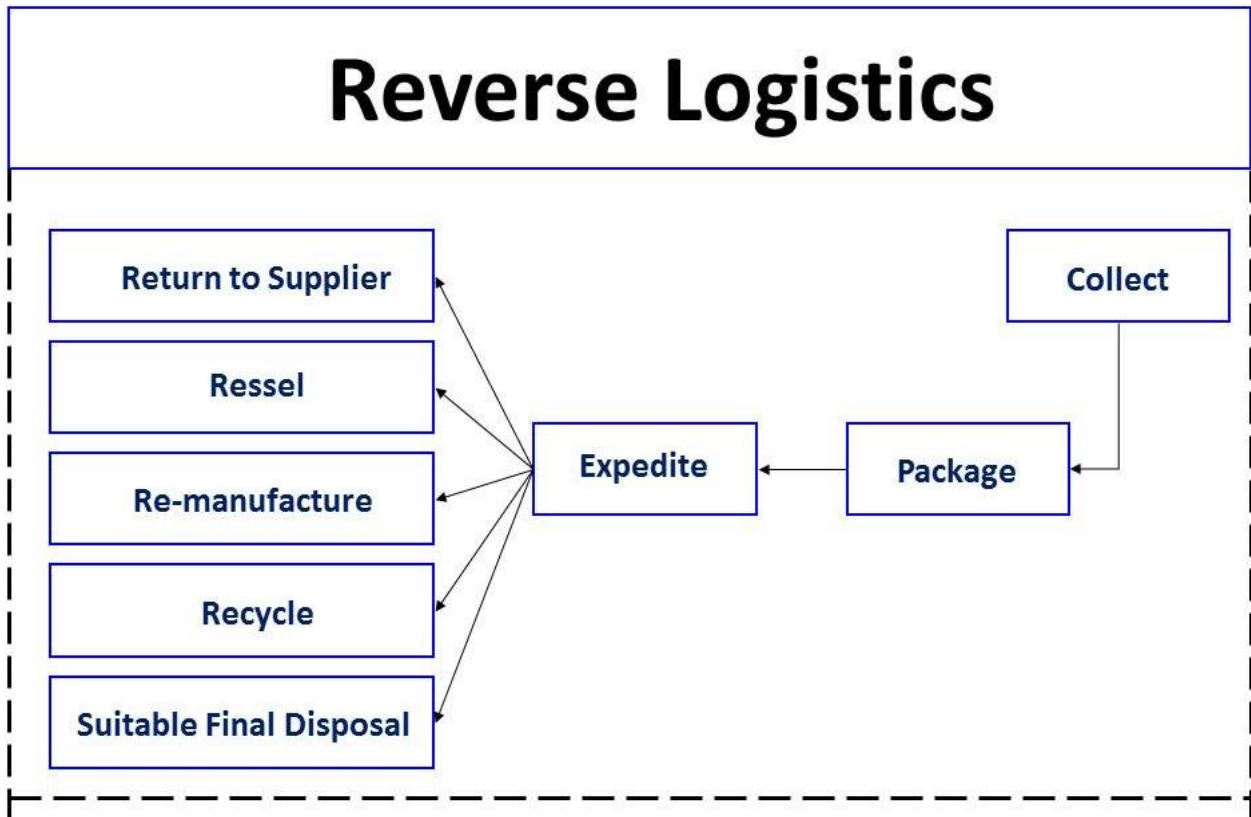 Reverse Logistics
Return to Supplier
Collect
Ressel
Expedite
Package
Re-manufacture
Recycle
Suitable Final Disposal